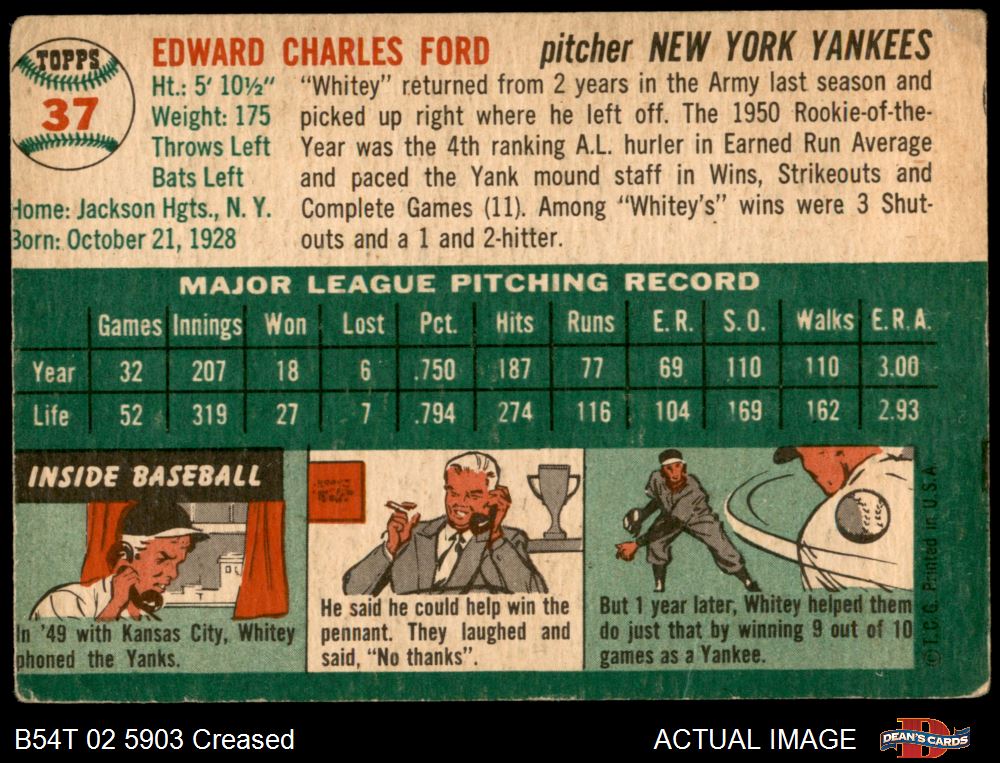 TOPPS
37
EDWARD CHARLES FORD pitcher NEW YORK YANKEES
Ht.: 5' 10½"
Weight: 175
Throws Left
Bats Left
Home: Jackson Hgts., N. Y.
Born: October 21, 1928
"Whitey" returned from 2 years in the Army last season and
picked up right where he left off. The 1950 Rookie-of-the-
Year was the 4th ranking A.L. hurler in Earned Run Average
and paced the Yank mound staff in Wins, Strikeouts and
Complete Games (11). Among "Whitey's" wins were 3 Shut-
outs and a 1 and 2-hitter.
MAJOR LEAGUE PITCHING RECORD
Games Innings Won Lost Pct. Hits Runs E. R. S. O. Walks E. R. A.
Year 32 207 18 6 .750 187 77 69 110 110 3.00
Life 52 319 27 7 .794 274 116 104 169 162 2.93
INSIDE BASEBALL
In '49 with Kansas City, Whitey
phoned the Yanks.
He said he could help win the
pennant. They laughed and
said, "No thanks".
But 1 year later, Whitey helped them
do just that by winning 9 out of 10
games as a Yankee.
© T.C.G. Printed in U.S.A.
B54T 02 5903 Creased
ACTUAL IMAGE
DEAN'S CARDS